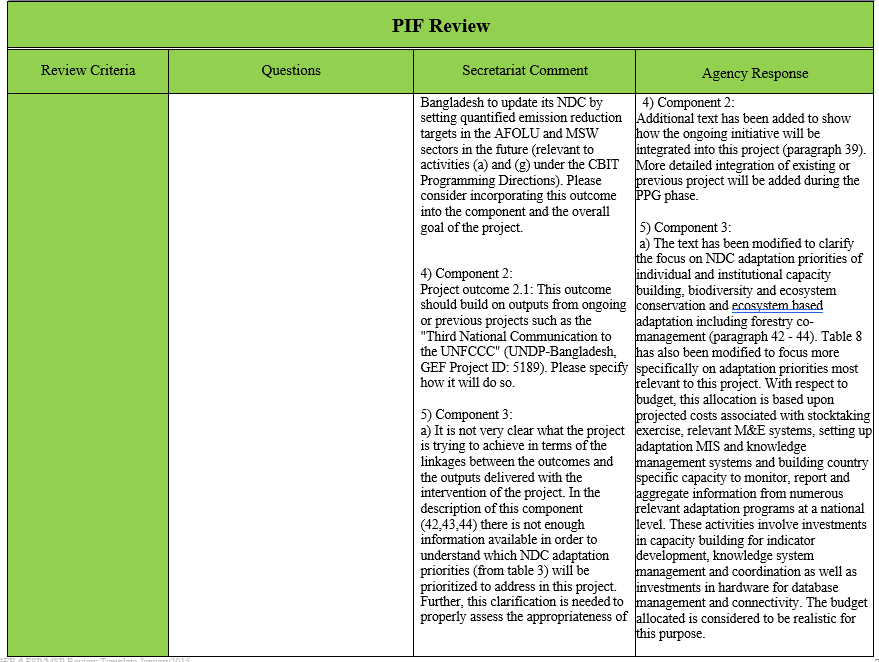 PIF Review
Review Criteria
Questions
Secretariat Comment
Agency Response
Bangladesh to update its NDC by
setting quantified emission reduction
targets in the AFOLU and MSW
sectors in the future (relevant to
activities (a) and (g) under the CBIT
Programming Directions). Please
consider incorporating this outcome
into the component and the overall
goal of the project.
4) Component 2:
Project outcome 2.1: This outcome
should build on outputs from ongoing
or previous projects such as the
"Third National Communication to
the UNFCCC" (UNDP-Bangladesh,
GEF Project ID: 5189). Please specify
how it will do so.
5) Component 3:
a) It is not very clear what the project
is trying to achieve in terms of the
linkages between the outcomes and
the outputs delivered with the
intervention of the project. In the
description of this component
(42,43,44) there is not enough
information available in order to
understand which NDC adaptation
priorities (from table 3) will be
prioritized to address in this project.
Further, this clarification is needed to
properly assess the appropriateness of
4) Component 2:
Additional text has been added to show
how the ongoing initiative will be
integrated into this project (paragraph 39).
More detailed integration of existing or
previous project will be added during the
PPG phase.
5) Component 3:
a) The text has been modified to clarify
the focus on NDC adaptation priorities of
individual and institutional capacity
building, biodiversity and ecosystem
conservation and ecosystem based
adaptation including forestry co-
management (paragraph 42 - 44). Table 8
has also been modified to focus more
specifically on adaptation priorities most
relevant to this project. With respect to
budget, this allocation is based upon
projected costs associated with stocktaking
exercise, relevant M&E systems, setting up
adaptation MIS and knowledge
management systems and building country
specific capacity to monitor, report and
aggregate information from numerous
relevant adaptation programs at a national
level. These activities involve investments
in capacity building for indicator
development, knowledge system
management and coordination as well as
investments in hardware for database
management and connectivity. The budget
allocated is considered to be realistic for
this purpose.